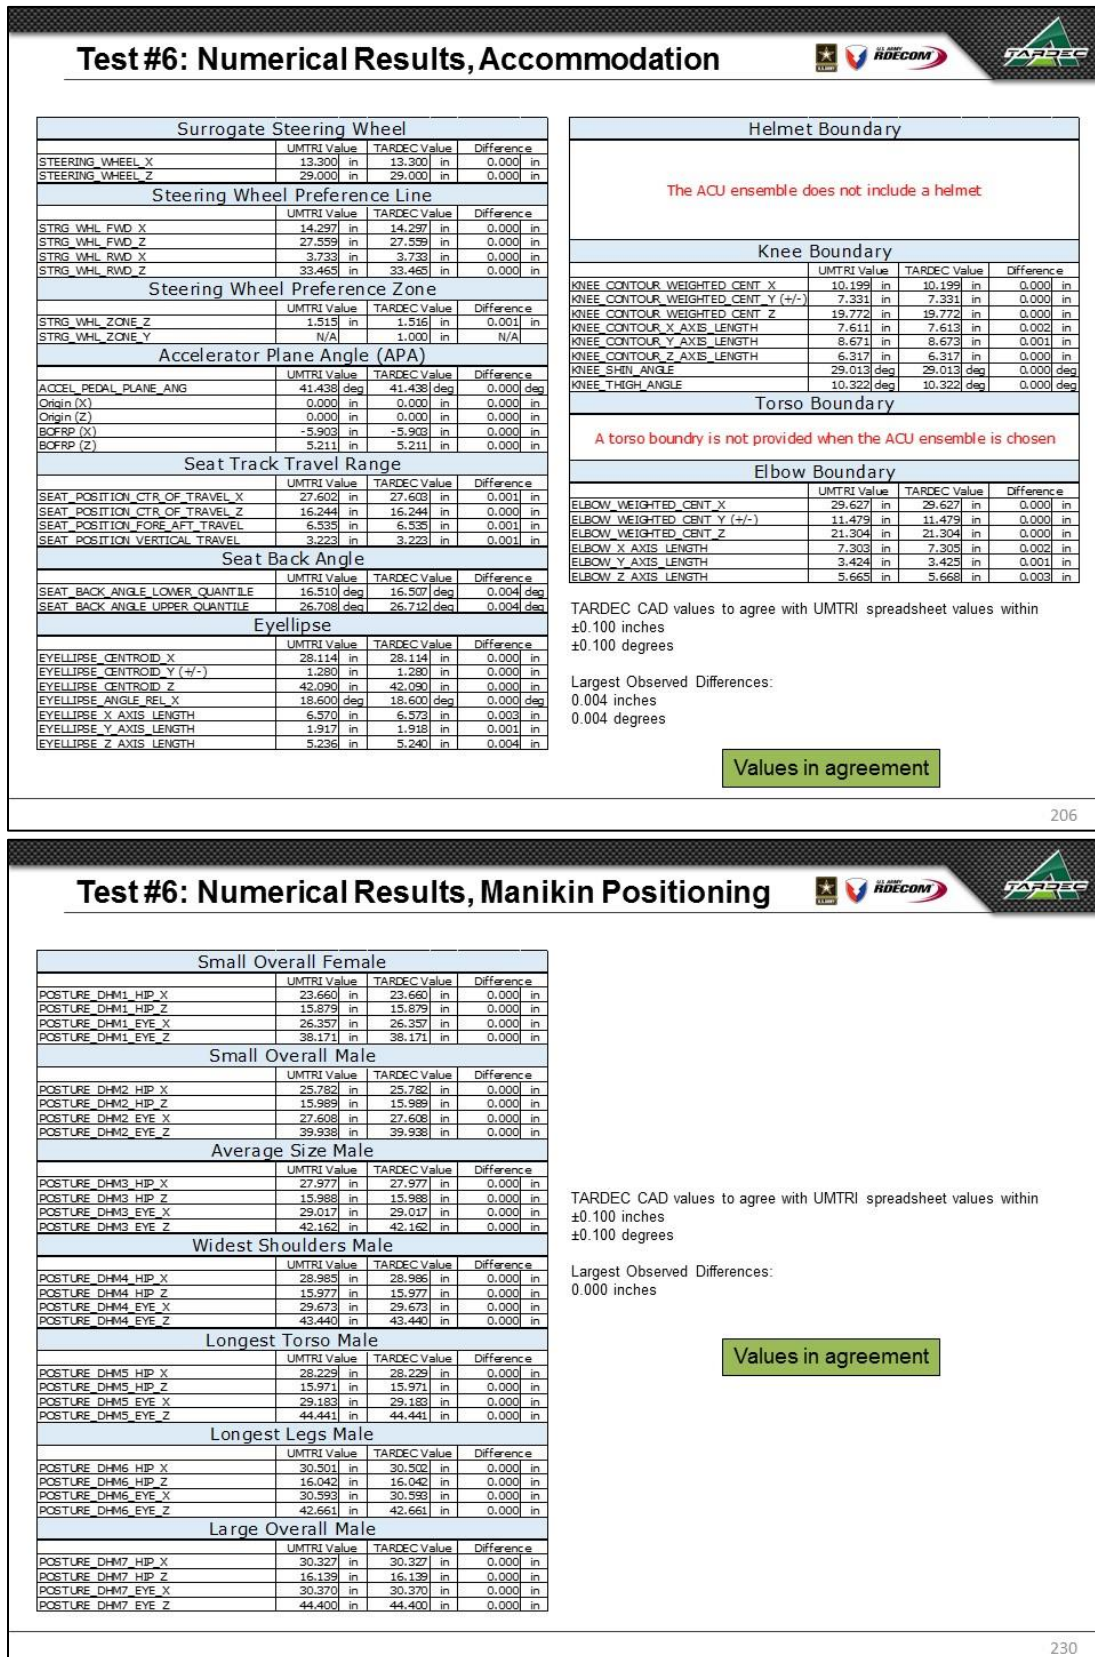 Test #6: Numerical Results, Accommodation
U.S. ARMY RDECOM
TARDEC
Surrogate Steering Wheel
UMTRI Value TARDEC Value Difference
STEERING_WHEEL_X 13.300 in 13.300 in 0.000 in
STEERING_WHEEL_Z 29.000 in 29.000 in 0.000 in
Steering Wheel Preference Line
UMTRI Value TARDEC Value Difference
STRG_WHL_FWD_X 14.297 in 14.297 in 0.000 in
STRG_WHL_FWD_Z 27.559 in 27.559 in 0.000 in
STRG_WHL_RWD_X 3.733 in 3.733 in 0.000 in
STRG_WHL_RWD_Z 33.465 in 33.465 in 0.000 in
Steering Wheel Preference Zone
UMTRI Value TARDEC Value Difference
STRG_WHL_ZONE_Z 1.515 in 1.516 in 0.001 in
STRG_WHL_ZONE_Y N/A 1.000 in N/A
Accelerator Plane Angle (APA)
UMTRI Value TARDEC Value Difference
ACCEL_PEDAL_PLANE_ANG 41.438 deg 41.438 deg 0.000 deg
Origin (X) 0.000 in 0.000 in 0.000 in
Origin (Z) 0.000 in 0.000 in 0.000 in
BOFRP (X) -5.903 in -5.903 in 0.000 in
BOFRP (Z) 5.211 in 5.211 in 0.000 in
Seat Track Travel Range
UMTRI Value TARDEC Value Difference
SEAT_POSITION_CTR_OF_TRAVEL_X 27.602 in 27.603 in 0.001 in
SEAT_POSITION_CTR_OF_TRAVEL_Z 16.244 in 16.244 in 0.000 in
SEAT_POSITION_FORE_AFT_TRAVEL 6.535 in 6.535 in 0.001 in
SEAT_POSITION_VERTICAL_TRAVEL 3.223 in 3.223 in 0.001 in
Seat Back Angle
UMTRI Value TARDEC Value Difference
SEAT_BACK_ANGLE_LOWER_QUANTILE 16.510 deg 16.507 deg 0.004 deg
SEAT_BACK_ANGLE_UPPER_QUANTILE 26.708 deg 26.712 deg 0.004 deg
Eyellipse
UMTRI Value TARDEC Value Difference
EYELLIPSE_CENTROID_X 28.114 in 28.114 in 0.000 in
EYELLIPSE_CENTROID_Y (+/-) 1.280 in 1.280 in 0.000 in
EYELLIPSE_CENTROID_Z 42.090 in 42.090 in 0.000 in
EYELLIPSE_ANGLE_REL_X 18.600 deg 18.600 deg 0.000 deg
EYELLIPSE_X_AXIS_LENGTH 6.570 in 6.573 in 0.003 in
EYELLIPSE_Y_AXIS_LENGTH 1.917 in 1.918 in 0.001 in
EYELLIPSE_Z_AXIS_LENGTH 5.236 in 5.240 in 0.004 in
Helmet Boundary
The ACU ensemble does not include a helmet
Knee Boundary
UMTRI Value TARDEC Value Difference
KNEE_CONTOUR_WEIGHTED_CENT_X 10.199 in 10.199 in 0.000 in
KNEE_CONTOUR_WEIGHTED_CENT_Y (+/-) 7.331 in 7.331 in 0.000 in
KNEE_CONTOUR_WEIGHTED_CENT_Z 19.772 in 19.772 in 0.000 in
KNEE_CONTOUR_X_AXIS_LENGTH 7.611 in 7.613 in 0.002 in
KNEE_CONTOUR_Y_AXIS_LENGTH 8.671 in 8.673 in 0.001 in
KNEE_CONTOUR_Z_AXIS_LENGTH 6.317 in 6.317 in 0.000 in
KNEE_SHIN_ANGLE 29.013 deg 29.013 deg 0.000 deg
KNEE_THIGH_ANGLE 10.322 deg 10.322 deg 0.000 deg
Torso Boundary
A torso boundry is not provided when the ACU ensemble is chosen
Elbow Boundary
UMTRI Value TARDEC Value Difference
ELBOW_WEIGHTED_CENT_X 29.627 in 29.627 in 0.000 in
ELBOW_WEIGHTED_CENT_Y (+/-) 11.479 in 11.479 in 0.000 in
ELBOW_WEIGHTED_CENT_Z 21.304 in 21.304 in 0.000 in
ELBOW_X_AXIS_LENGTH 7.303 in 7.305 in 0.002 in
ELBOW_Y_AXIS_LENGTH 3.424 in 3.425 in 0.001 in
ELBOW_Z_AXIS_LENGTH 5.665 in 5.668 in 0.003 in
TARDEC CAD values to agree with UMTRI spreadsheet values within
±0.100 inches
±0.100 degrees
Largest Observed Differences:
0.004 inches
0.004 degrees
Values in agreement
206
Test #6: Numerical Results, Manikin Positioning
U.S. ARMY RDECOM
TARDEC
Small Overall Female
UMTRI Value TARDEC Value Difference
POSTURE_DHM1_HIP_X 23.660 in 23.660 in 0.000 in
POSTURE_DHM1_HIP_Z 15.879 in 15.879 in 0.000 in
POSTURE_DHM1_EYE_X 26.357 in 26.357 in 0.000 in
POSTURE_DHM1_EYE_Z 38.171 in 38.171 in 0.000 in
Small Overall Male
UMTRI Value TARDEC Value Difference
POSTURE_DHM2_HIP_X 25.782 in 25.782 in 0.000 in
POSTURE_DHM2_HIP_Z 15.989 in 15.989 in 0.000 in
POSTURE_DHM2_EYE_X 27.608 in 27.608 in 0.000 in
POSTURE_DHM2_EYE_Z 39.938 in 39.938 in 0.000 in
Average Size Male
UMTRI Value TARDEC Value Difference
POSTURE_DHM3_HIP_X 27.977 in 27.977 in 0.000 in
POSTURE_DHM3_HIP_Z 15.988 in 15.988 in 0.000 in
POSTURE_DHM3_EYE_X 29.017 in 29.017 in 0.000 in
POSTURE_DHM3_EYE_Z 42.162 in 42.162 in 0.000 in
Widest Shoulders Male
UMTRI Value TARDEC Value Difference
POSTURE_DHM4_HIP_X 28.985 in 28.986 in 0.000 in
POSTURE_DHM4_HIP_Z 15.977 in 15.977 in 0.000 in
POSTURE_DHM4_EYE_X 29.673 in 29.673 in 0.000 in
POSTURE_DHM4_EYE_Z 43.440 in 43.440 in 0.000 in
Longest Torso Male
UMTRI Value TARDEC Value Difference
POSTURE_DHM5_HIP_X 28.229 in 28.229 in 0.000 in
POSTURE_DHM5_HIP_Z 15.971 in 15.971 in 0.000 in
POSTURE_DHM5_EYE_X 29.183 in 29.183 in 0.000 in
POSTURE_DHM5_EYE_Z 44.441 in 44.441 in 0.000 in
Longest Legs Male
UMTRI Value TARDEC Value Difference
POSTURE_DHM6_HIP_X 30.501 in 30.502 in 0.000 in
POSTURE_DHM6_HIP_Z 16.042 in 16.042 in 0.000 in
POSTURE_DHM6_EYE_X 30.593 in 30.593 in 0.000 in
POSTURE_DHM6_EYE_Z 42.661 in 42.661 in 0.000 in
Large Overall Male
UMTRI Value TARDEC Value Difference
POSTURE_DHM7_HIP_X 30.327 in 30.327 in 0.000 in
POSTURE_DHM7_HIP_Z 16.139 in 16.139 in 0.000 in
POSTURE_DHM7_EYE_X 30.370 in 30.370 in 0.000 in
POSTURE_DHM7_EYE_Z 44.400 in 44.400 in 0.000 in
TARDEC CAD values to agree with UMTRI spreadsheet values within
±0.100 inches
±0.100 degrees
Largest Observed Differences:
0.000 inches
Values in agreement
230